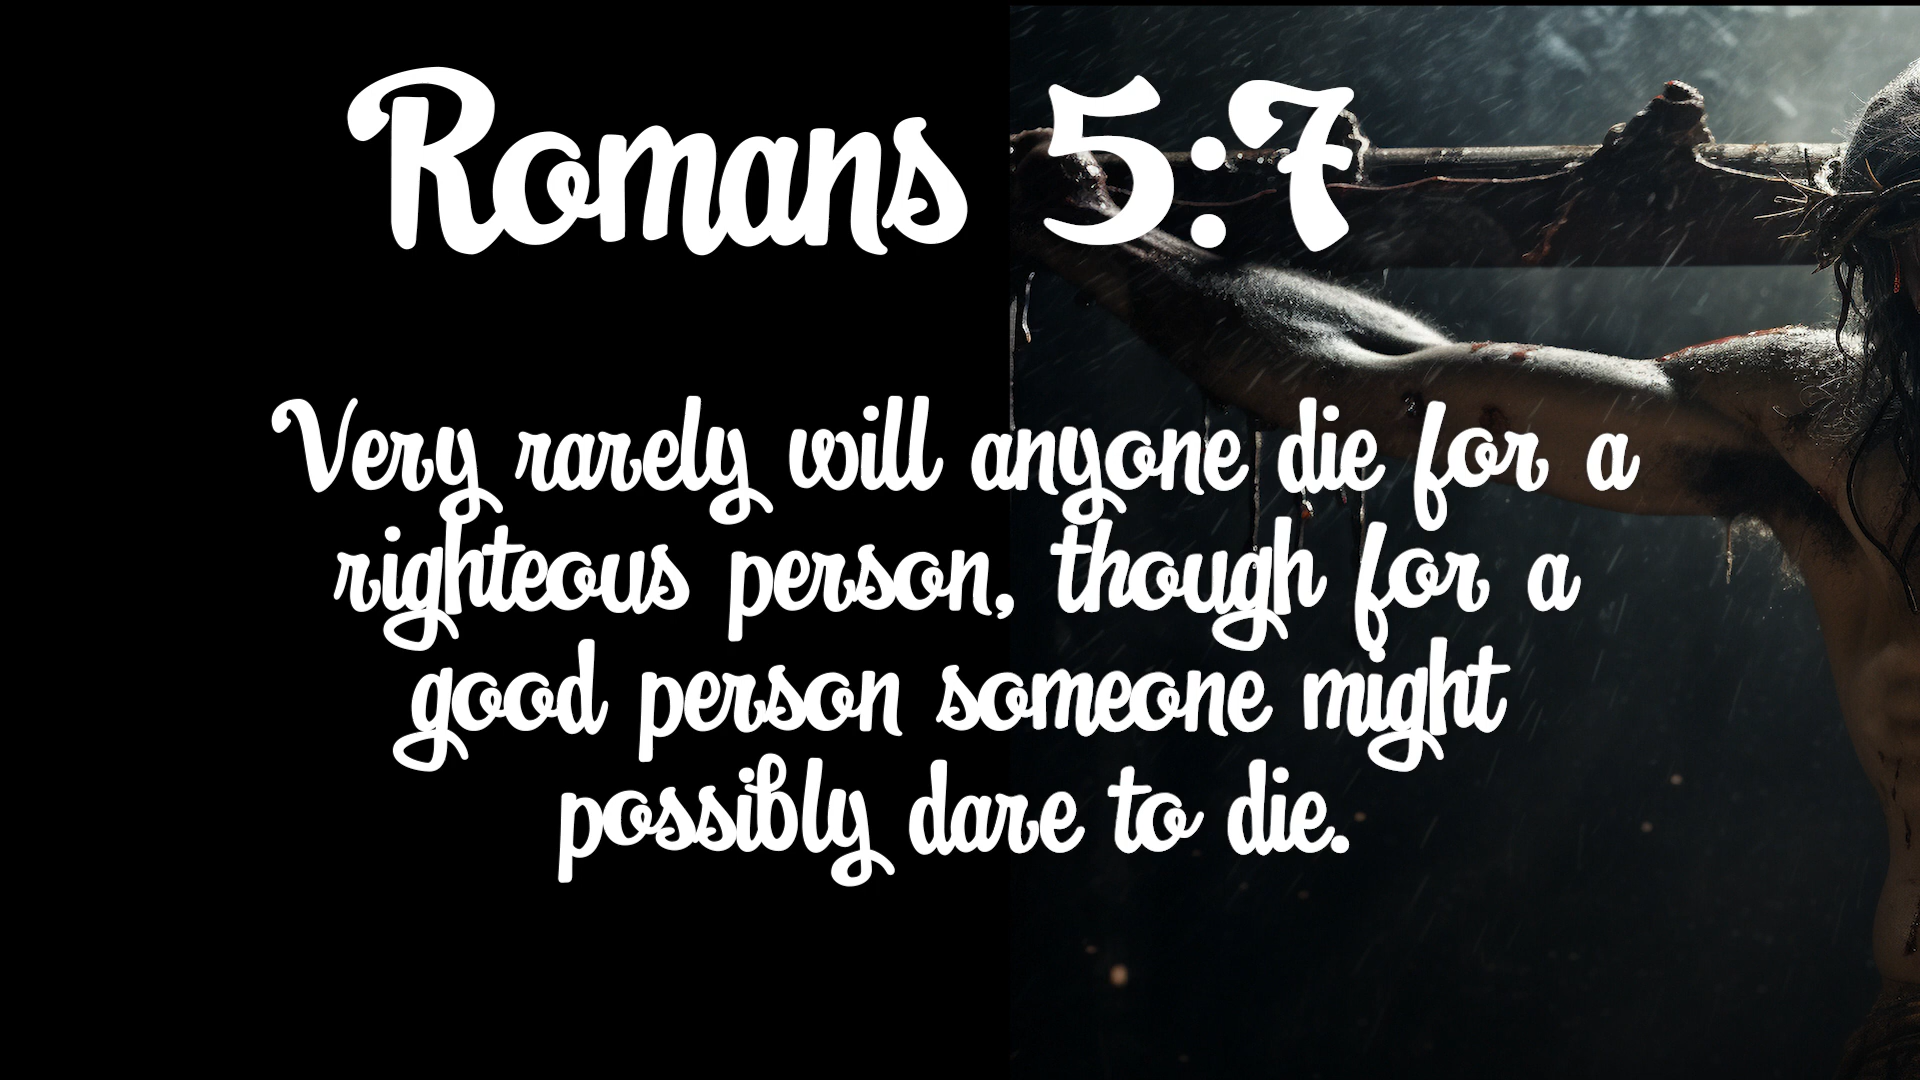 Romans 5:7
Very rarely will anyone die for a
righteous person, though for a
good person someone might
possibly dare to die.